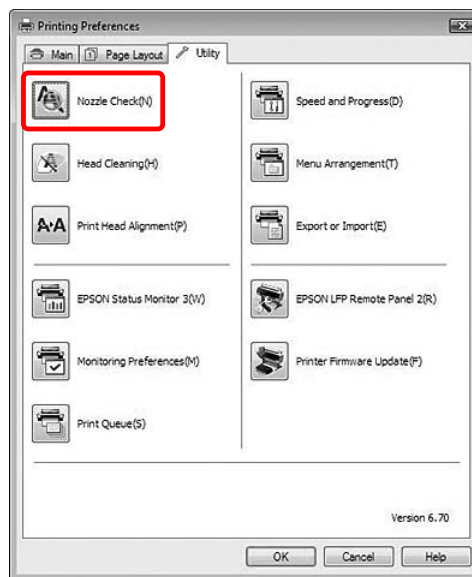 Printing Preferences
Main Page Layout Utility
Nozzle Check(N)
Speed and Progress(D)
Head Cleaning(H)
Menu Arrangement(T)
Print Head Alignment(P)
Export or Import(E)
EPSON Status Monitor 3(W)
EPSON LFP Remote Panel 2(R)
Monitoring Preferences(M)
Printer Firmware Update(F)
Print Queue(S)
Version 6.70
OK Cancel Help